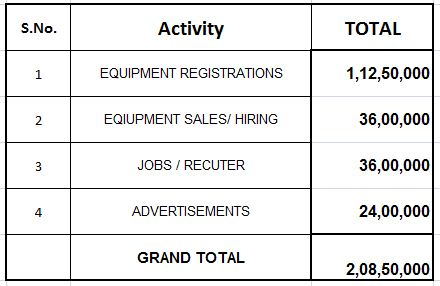 S.No. Activity TOTAL
1 EQUIPMENT REGISTRATIONS 1,12,50,000
2 EQIUPMENT SALES/ HIRING 36,00,000
3 JOBS / RECUTER 36,00,000
4 ADVERTISEMENTS 24,00,000
GRAND TOTAL 2,08,50,000